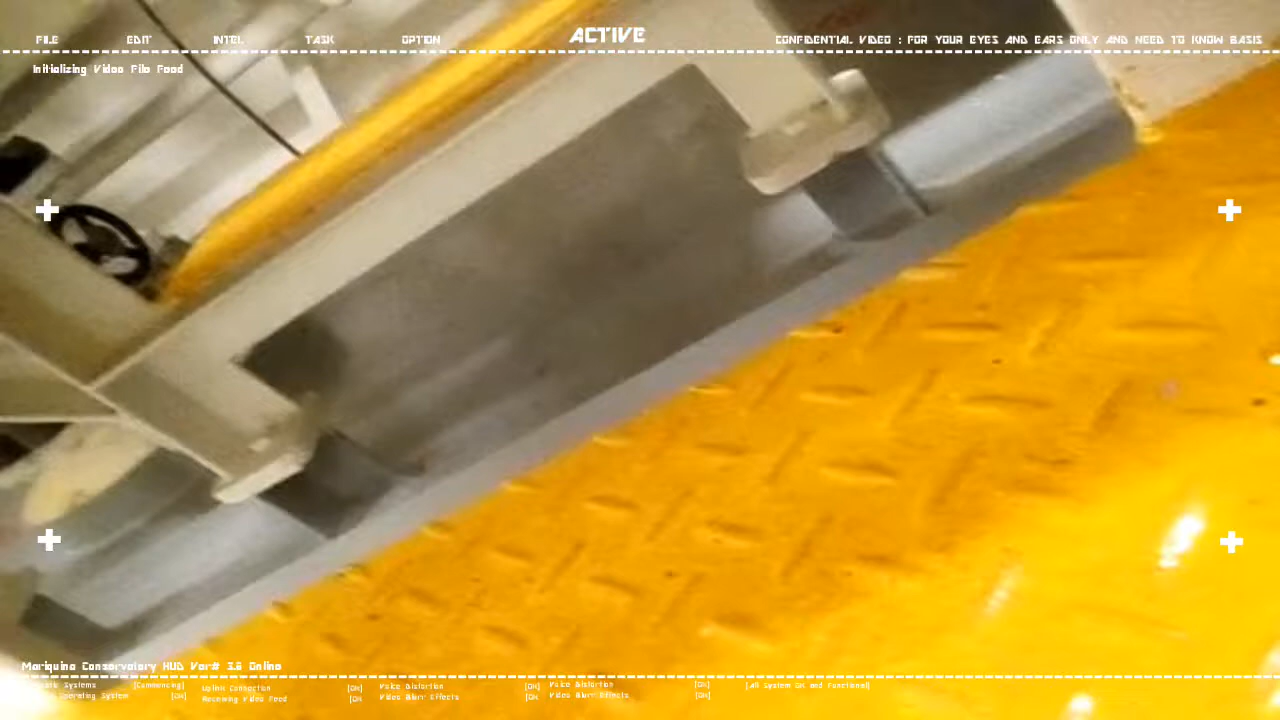 FILE EDIT INTEL TASK OPTION ACTIVE CONFIDENTIAL VIDEO : FOR YOUR EYES AND EARS ONLY AND NEED TO KNOW BASIS
Initializing Video File Feed
Mariquina Conservatory HUD Ver# 3.6 Online
Systems [Commencing] Uplink Connection [OK] Voice Distortion [OK] Voice Distortion [OK] [All System OK and Functional]
Operating System [OK] Receiving Video Feed [OK Video Blurr Effects [OK Video Blurr Effects [OK]